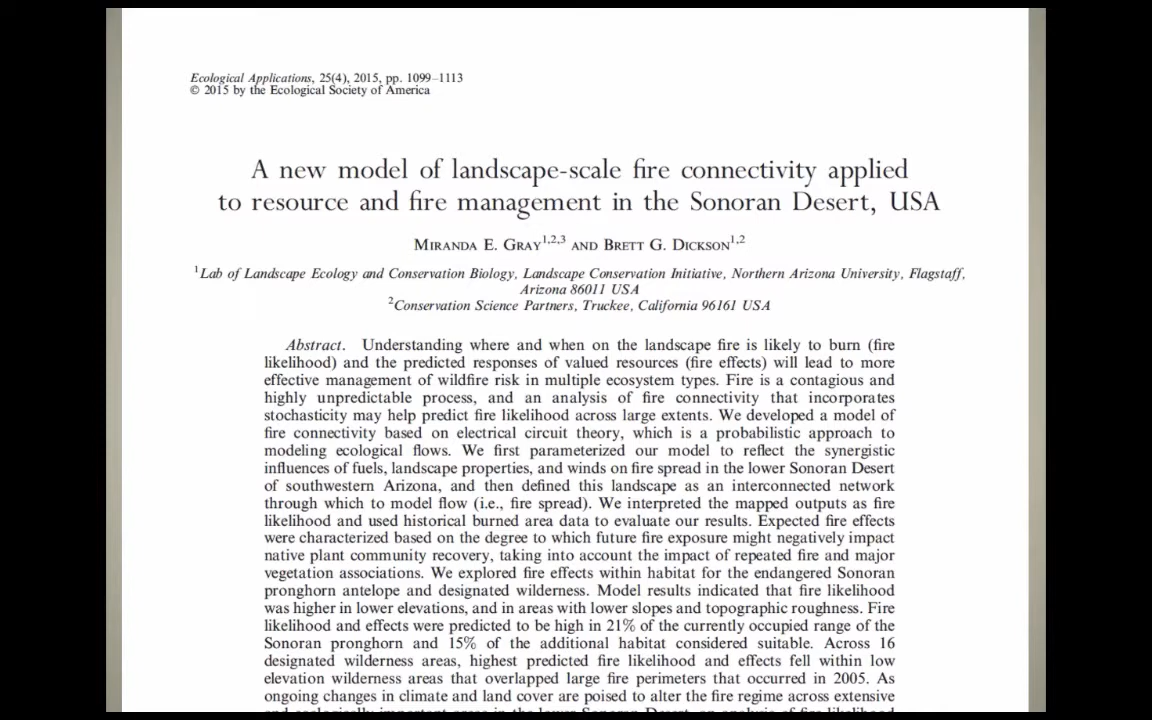 Ecological Applications, 25(4), 2015, pp. 1099–1113
© 2015 by the Ecological Society of America
A new model of landscape-scale fire connectivity applied
to resource and fire management in the Sonoran Desert, USA
MIRANDA E. GRAY1,2,3 AND BRETT G. DICKSON1,2
1Lab of Landscape Ecology and Conservation Biology, Landscape Conservation Initiative, Northern Arizona University, Flagstaff,
Arizona 86011 USA
2Conservation Science Partners, Truckee, California 96161 USA
Abstract. Understanding where and when on the landscape fire is likely to burn (fire
likelihood) and the predicted responses of valued resources (fire effects) will lead to more
effective management of wildfire risk in multiple ecosystem types. Fire is a contagious and
highly unpredictable process, and an analysis of fire connectivity that incorporates
stochasticity may help predict fire likelihood across large extents. We developed a model of
fire connectivity based on electrical circuit theory, which is a probabilistic approach to
modeling ecological flows. We first parameterized our model to reflect the synergistic
influences of fuels, landscape properties, and winds on fire spread in the lower Sonoran Desert
of southwestern Arizona, and then defined this landscape as an interconnected network
through which to model flow (i.e., fire spread). We interpreted the mapped outputs as fire
likelihood and used historical burned area data to evaluate our results. Expected fire effects
were characterized based on the degree to which future fire exposure might negatively impact
native plant community recovery, taking into account the impact of repeated fire and major
vegetation associations. We explored fire effects within habitat for the endangered Sonoran
pronghorn antelope and designated wilderness. Model results indicated that fire likelihood
was higher in lower elevations, and in areas with lower slopes and topographic roughness. Fire
likelihood and effects were predicted to be high in 21% of the currently occupied range of the
Sonoran pronghorn and 15% of the additional habitat considered suitable. Across 16
designated wilderness areas, highest predicted fire likelihood and effects fell within low
elevation wilderness areas that overlapped large fire perimeters that occurred in 2005. As
ongoing changes in climate and land cover are poised to alter the fire regime across extensive